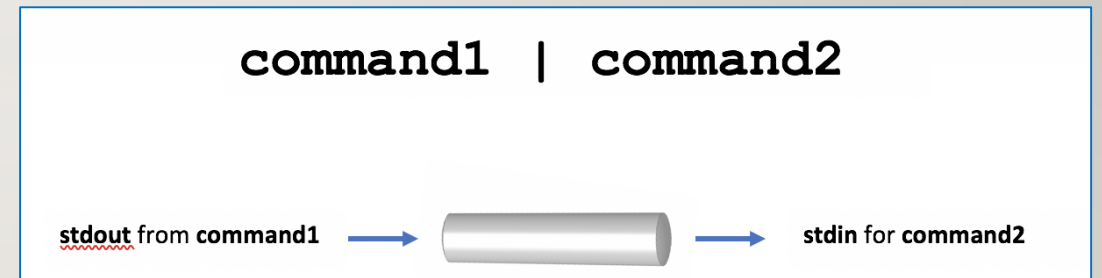 command1 | command2
stdout from command1
stdin for command2